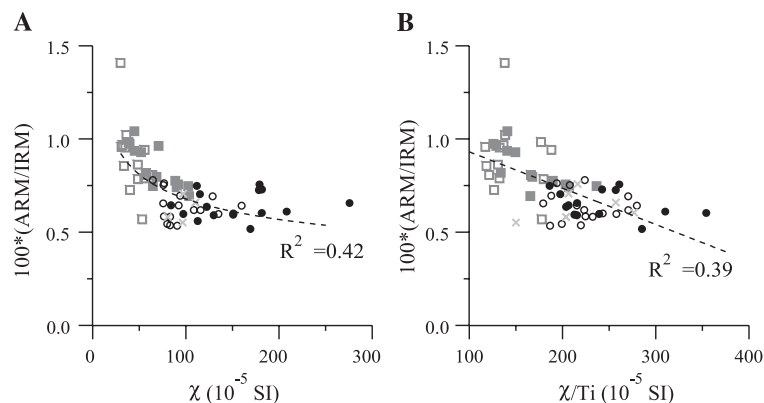 A
B
1.5
1.0
0.5
0.0
100*(ARM/IRM)
R² =0.42
0 100 200 300
χ (10⁻⁵ SI)
1.5
1.0
0.5
0.0
100*(ARM/IRM)
R² =0.39
100 200 300 400
χ/Ti (10⁻⁵ SI)